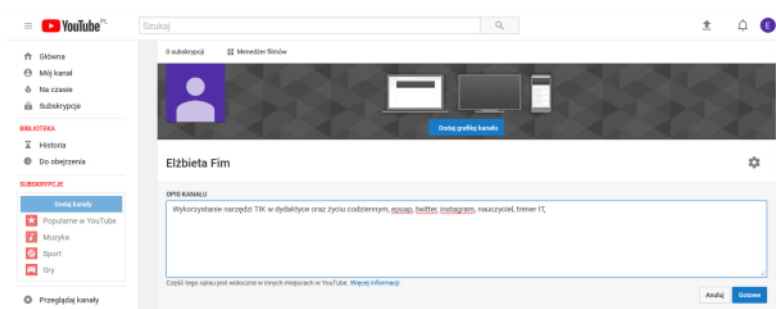 YouTube PL
Szukaj
E
Główna
Mój kanał
Na czasie
Subskrypcje
BIBLIOTEKA
Historia
Do obejrzenia
SUBSKRYPCJE
Dodaj kanały
Popularne w YouTube
Muzyka
Sport
Gry
Przeglądaj kanały
0 subskrypcji Menedżer filmów
Dodaj grafikę kanału
Elżbieta Fim
OPIS KANAŁU
Wykorzystanie narzędzi TIK w dydaktyce oraz życiu codziennym, epuap, twitter, instagram, nauczyciel, trener IT,
Część tego opisu jest widoczna w innych miejscach w YouTube. Więcej informacji
Anuluj Gotowe